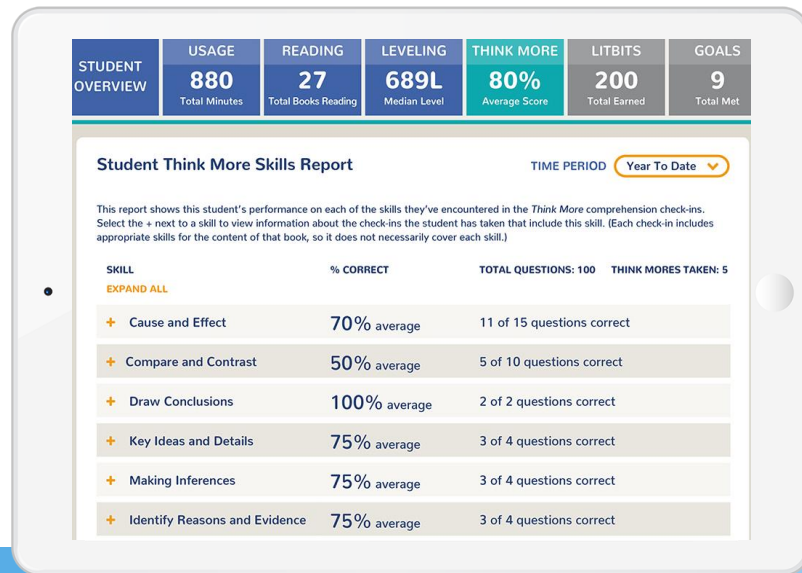 STUDENT OVERVIEW
USAGE
880
Total Minutes
READING
27
Total Books Reading
LEVELING
689L
Median Level
THINK MORE
80%
Average Score
LITBITS
200
Total Earned
GOALS
9
Total Met
Student Think More Skills Report
TIME PERIOD Year To Date
This report shows this student's performance on each of the skills they've encountered in the Think More comprehension check-ins.
Select the + next to a skill to view information about the check-ins the student has taken that include this skill. (Each check-in includes
appropriate skills for the content of that book, so it does not necessarily cover each skill.)
SKILL % CORRECT TOTAL QUESTIONS: 100 THINK MORES TAKEN: 5
EXPAND ALL
+ Cause and Effect 70% average 11 of 15 questions correct
+ Compare and Contrast 50% average 5 of 10 questions correct
+ Draw Conclusions 100% average 2 of 2 questions correct
+ Key Ideas and Details 75% average 3 of 4 questions correct
+ Making Inferences 75% average 3 of 4 questions correct
+ Identify Reasons and Evidence 75% average 3 of 4 questions correct